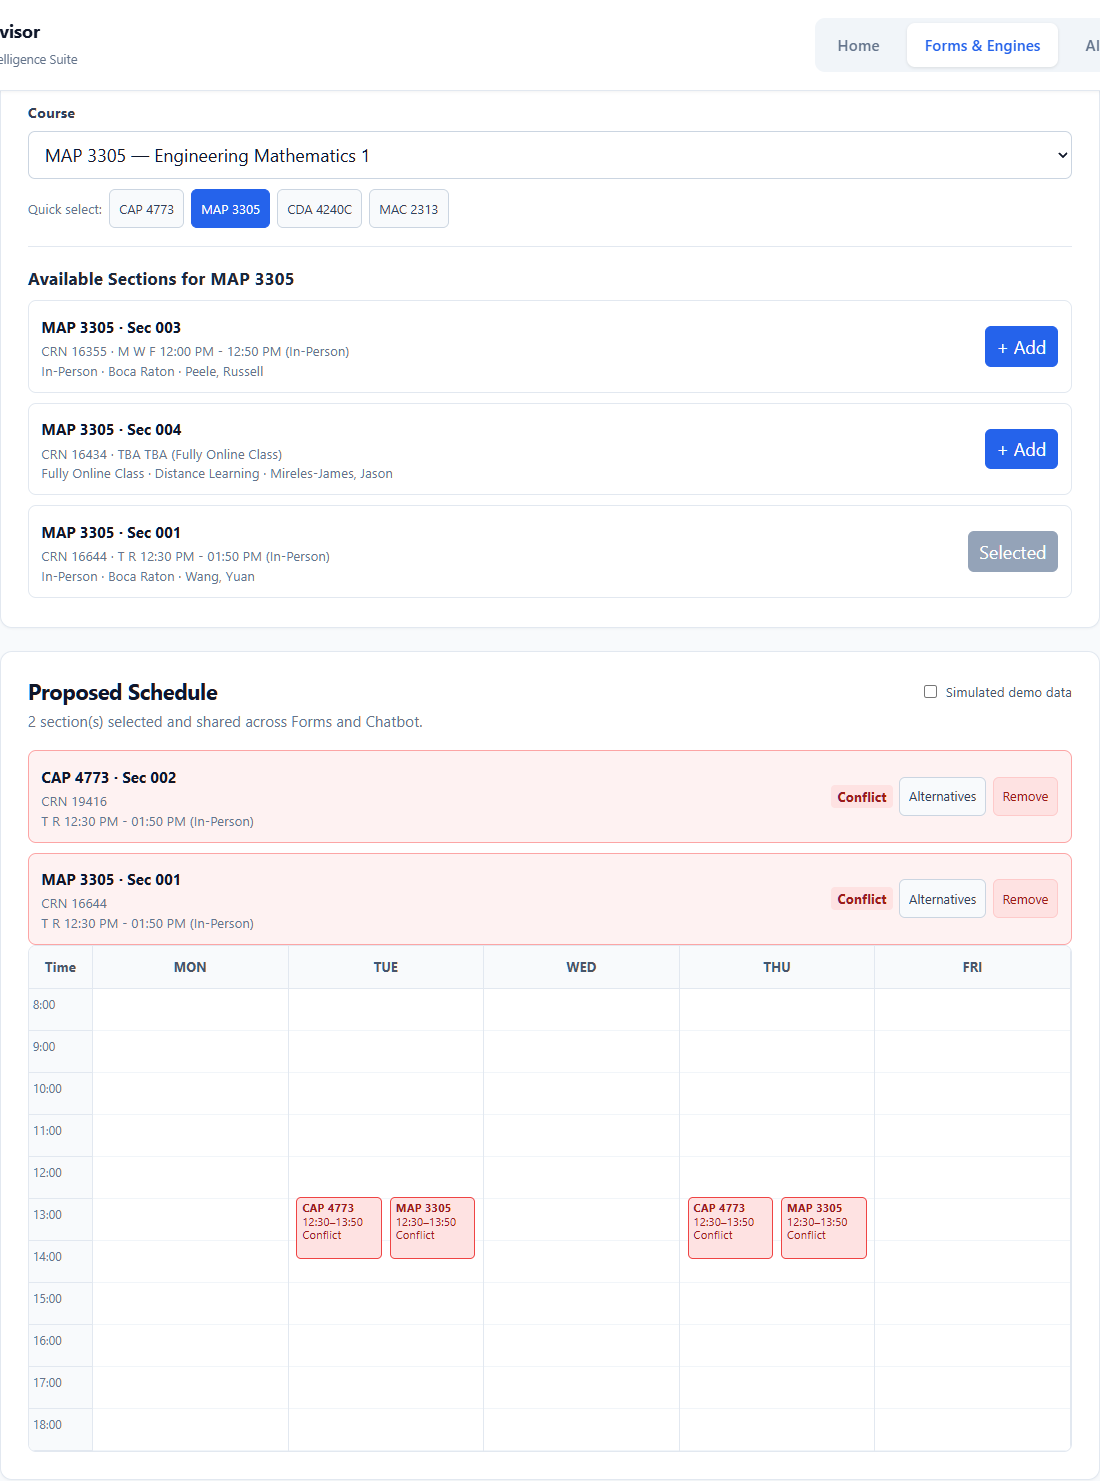 visor
elligence Suite
Home
Forms & Engines
AI
Course
MAP 3305 — Engineering Mathematics 1
Quick select: CAP 4773 MAP 3305 CDA 4240C MAC 2313
Available Sections for MAP 3305
MAP 3305 · Sec 003
CRN 16355 · M W F 12:00 PM - 12:50 PM (In-Person)
In-Person · Boca Raton · Peele, Russell
+ Add
MAP 3305 · Sec 004
CRN 16434 · TBA TBA (Fully Online Class)
Fully Online Class · Distance Learning · Mireles-James, Jason
+ Add
MAP 3305 · Sec 001
CRN 16644 · T R 12:30 PM - 01:50 PM (In-Person)
In-Person · Boca Raton · Wang, Yuan
Selected
Proposed Schedule
Simulated demo data
2 section(s) selected and shared across Forms and Chatbot.
CAP 4773 · Sec 002
CRN 19416
T R 12:30 PM - 01:50 PM (In-Person)
Conflict Alternatives Remove
MAP 3305 · Sec 001
CRN 16644
T R 12:30 PM - 01:50 PM (In-Person)
Conflict Alternatives Remove
Time MON TUE WED THU FRI
8:00
9:00
10:00
11:00
12:00
13:00
CAP 4773
12:30–13:50
Conflict
MAP 3305
12:30–13:50
Conflict
CAP 4773
12:30–13:50
Conflict
MAP 3305
12:30–13:50
Conflict
14:00
15:00
16:00
17:00
18:00